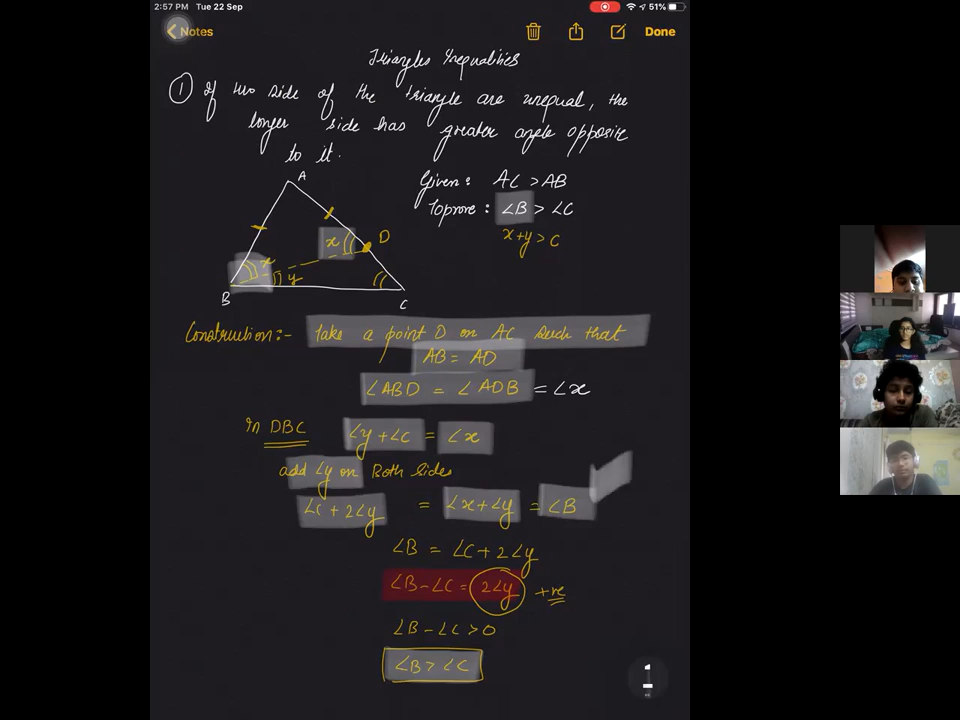 2:57 PM Tue 22 Sep 51%
Notes Done
Triangles Inequalities
① If two side of the triangle are unequal, the
longer side has greater angle opposite
to it.
A
Given: AC > AB
To prove: ∠B > ∠C
x+y > C
x D
x
y
B C
Construction:- Take a point D on AC such that
AB = AD
∠ABD = ∠ADB = ∠x
In DBC ∠y + ∠C = ∠x
add ∠y on Both sides
∠C + 2∠y = ∠x + ∠y = ∠B
∠B = ∠C + 2∠y
∠B - ∠C = 2∠y +ve
∠B - ∠C > 0
∠B > ∠C